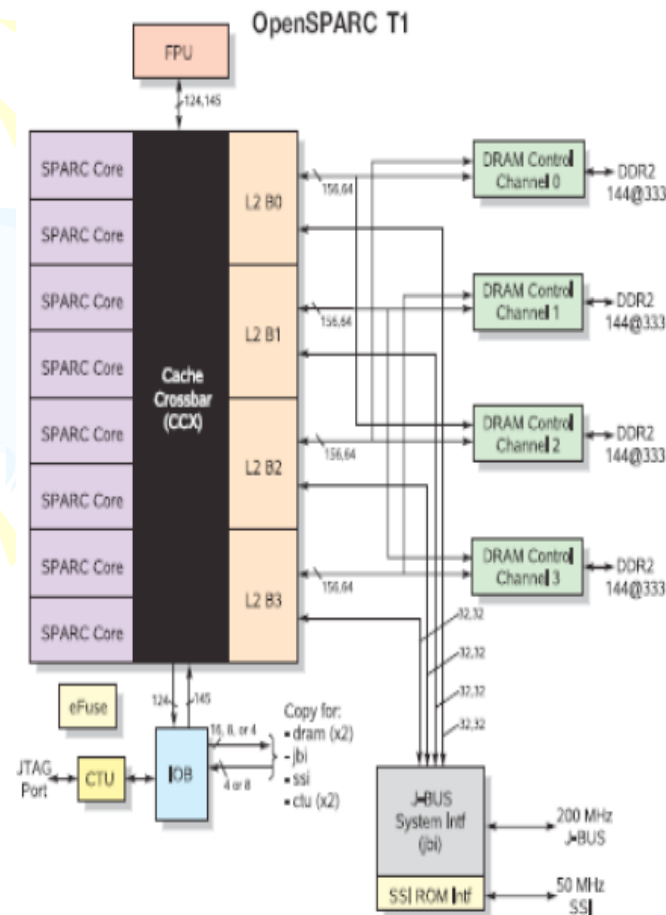 OpenSPARC T1
FPU
124,145
SPARC Core
SPARC Core
SPARC Core
SPARC Core
SPARC Core
SPARC Core
SPARC Core
SPARC Core
Cache
Crossbar
(CCX)
L2 B0
L2 B1
L2 B2
L2 B3
156,64
156,64
156,64
156,64
DRAM Control
Channel 0
DDR2
144@333
DRAM Control
Channel 1
DDR2
144@333
DRAM Control
Channel 2
DDR2
144@333
DRAM Control
Channel 3
DDR2
144@333
32,32
32,32
32,32
32,32
eFuse
124
145
JTAG
Port
CTU
IOB
16, 8, or 4
4 or 8
Copy for:
▪ dram (x2)
- jbi
▪ ssi
▪ ctu (x2)
J-BUS
System Intf
(jbi)
200 MHz
J-BUS
SSI ROM Intf
50 MHz
SSI